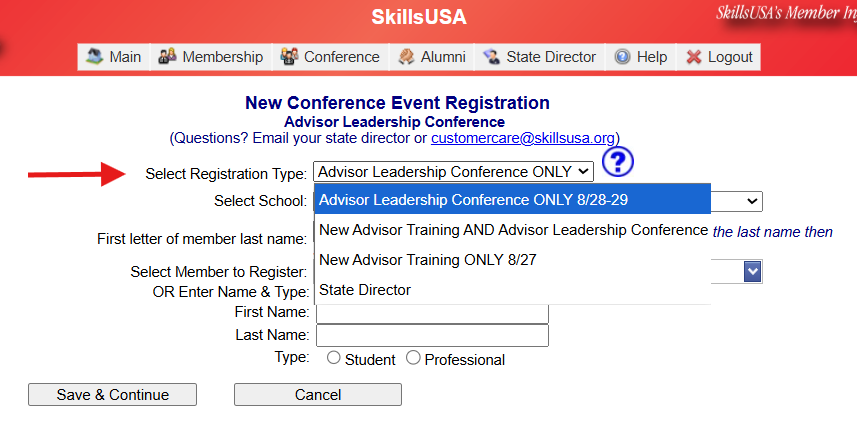 SkillsUSA
SkillsUSA's Member In
Main Membership Conference Alumni State Director Help Logout
New Conference Event Registration
Advisor Leadership Conference
(Questions? Email your state director or customercare@skillsusa.org)
Select Registration Type: Advisor Leadership Conference ONLY
?
Select School:
Advisor Leadership Conference ONLY 8/28-29
First letter of member last name:
New Advisor Training AND Advisor Leadership Conference
the last name then
New Advisor Training ONLY 8/27
Select Member to Register:
State Director
OR Enter Name & Type:
First Name:
Last Name:
Type: Student Professional
Save & Continue Cancel